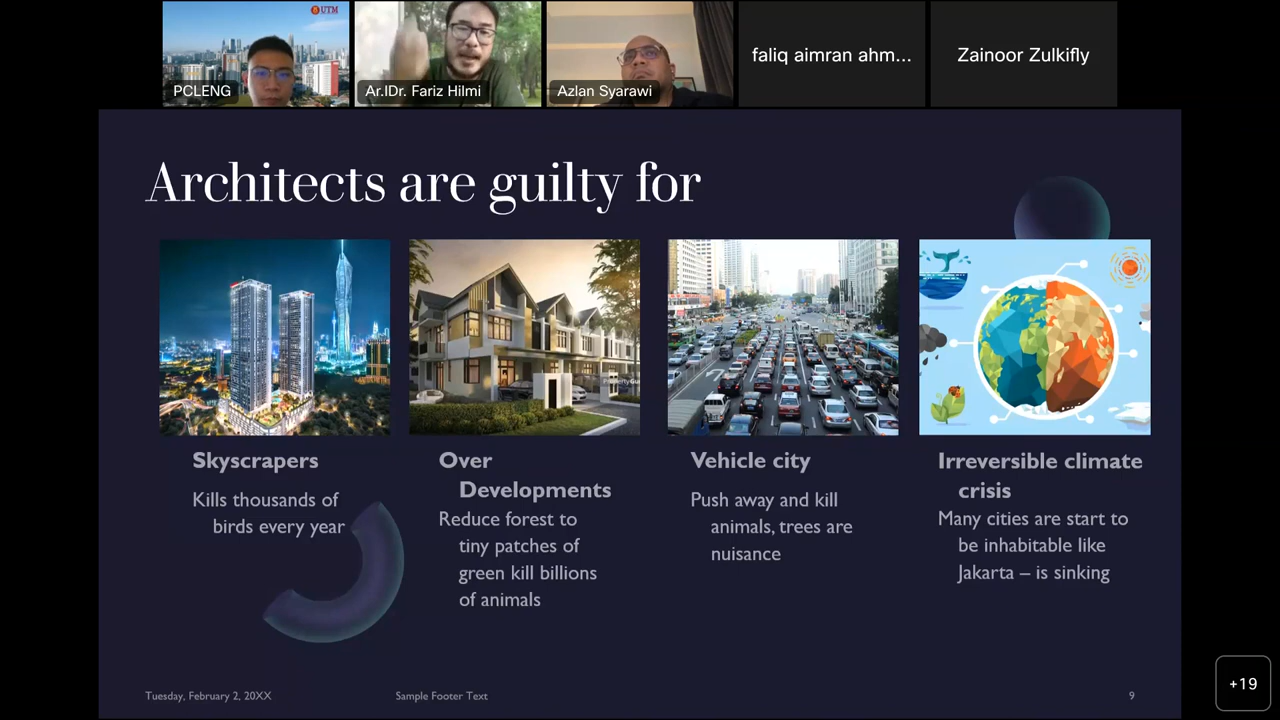 UTM
PCLENG
Ar.IDr. Fariz Hilmi
Azlan Syarawi
faliq aimran ahm...
Zainoor Zulkifly
Architects are guilty for
Skyscrapers
Kills thousands of
birds every year
Over
Developments
Reduce forest to
tiny patches of
green kill billions
of animals
Vehicle city
Push away and kill
animals, trees are
nuisance
Irreversible climate
crisis
Many cities are start to
be inhabitable like
Jakarta – is sinking
Tuesday, February 2, 20XX
Sample Footer Text
9
+19